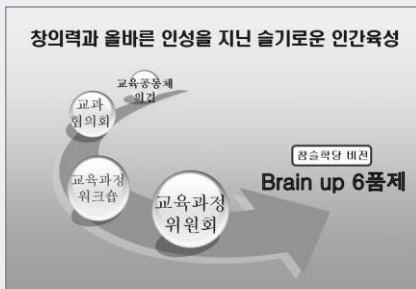 창의력과 올바른 인성을 지닌 슬기로운 인간육성
교육공동체
의견
교과
협의회
교육과정
워크숍
교육과정
위원회
참슬학당 비전
Brain up 6품제